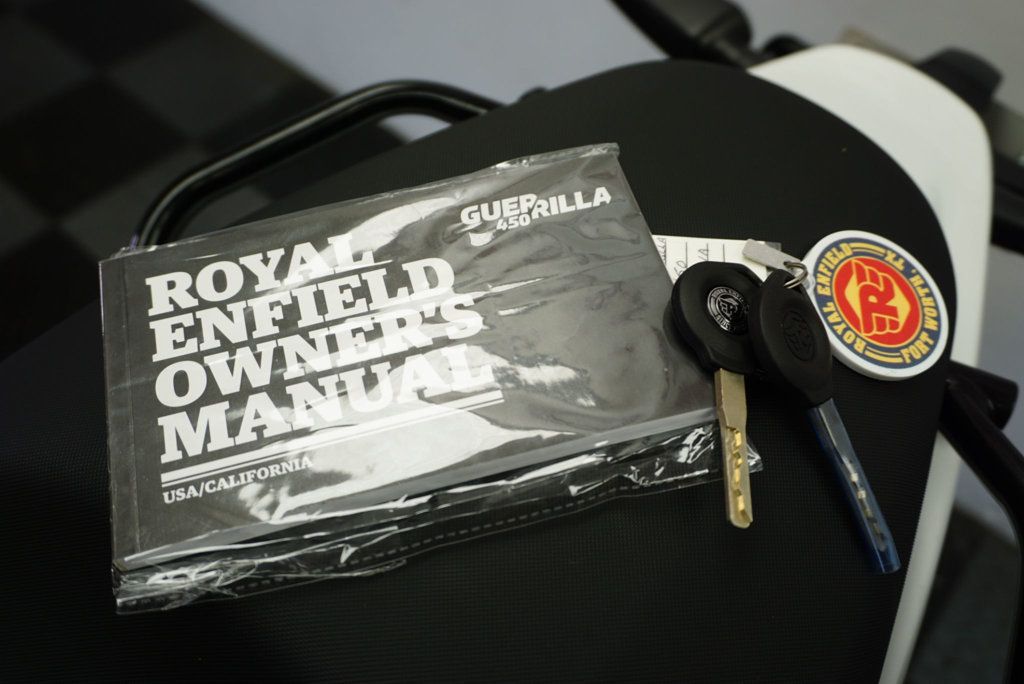 GUERRILLA
450
ROYAL
ENFIELD
OWNER'S
MANUAL
USA/CALIFORNIA
ROYAL ENFIELD
R
FORT WORTH, TX.